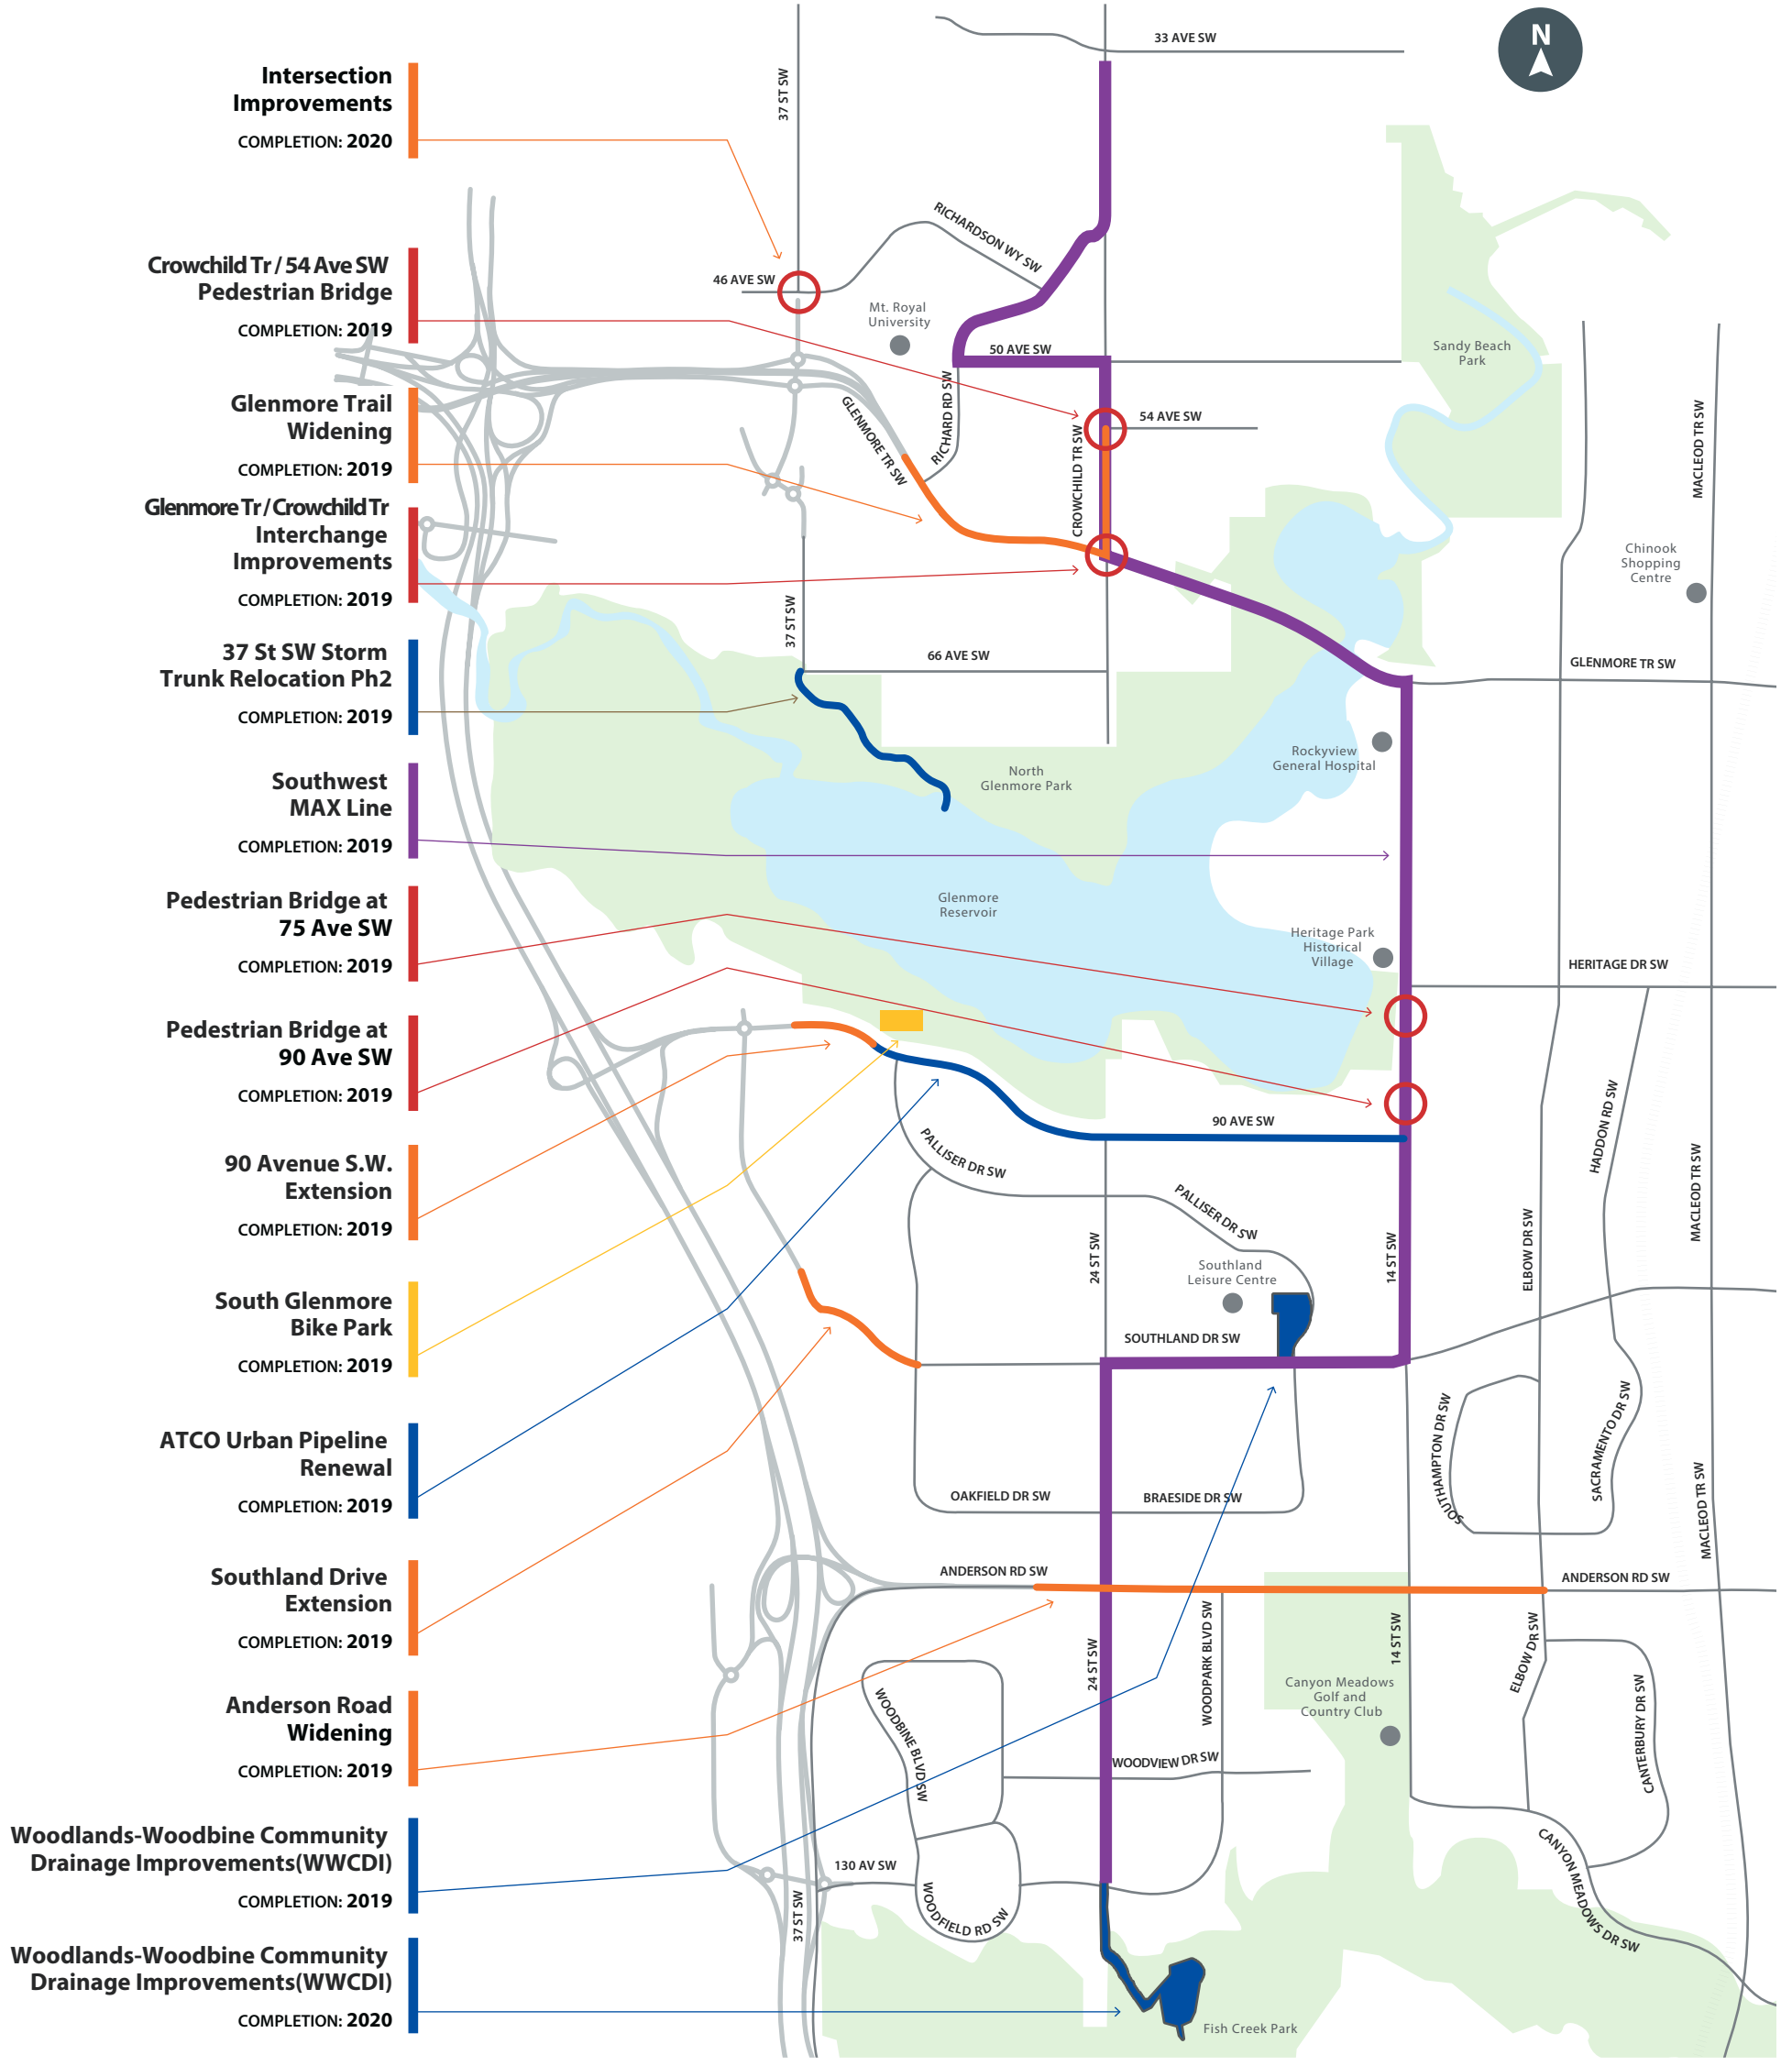 Intersection
Improvements
COMPLETION: 2020
Crowchild Tr / 54 Ave SW
Pedestrian Bridge
COMPLETION: 2019
Glenmore Trail
Widening
COMPLETION: 2019
Glenmore Tr / Crowchild Tr
Interchange
Improvements
COMPLETION: 2019
37 St SW Storm
Trunk Relocation Ph2
COMPLETION: 2019
Southwest
MAX Line
COMPLETION: 2019
Pedestrian Bridge at
75 Ave SW
COMPLETION: 2019
Pedestrian Bridge at
90 Ave SW
COMPLETION: 2019
90 Avenue S.W.
Extension
COMPLETION: 2019
South Glenmore
Bike Park
COMPLETION: 2019
ATCO Urban Pipeline
Renewal
COMPLETION: 2019
Southland Drive
Extension
COMPLETION: 2019
Anderson Road
Widening
COMPLETION: 2019
Woodlands-Woodbine Community
Drainage Improvements(WWCDI)
COMPLETION: 2019
Woodlands-Woodbine Community
Drainage Improvements(WWCDI)
COMPLETION: 2020
N
33 AVE SW
37 ST SW
RICHARDSON WY SW
46 AVE SW
Mt. Royal
University
50 AVE SW
Sandy Beach
Park
RICHARD RD SW
GLENMORE TR SW
54 AVE SW
CROWCHILD TR SW
MACLEOD TR SW
Chinook
Shopping
Centre
37 ST SW
66 AVE SW
GLENMORE TR SW
Rockyview
General Hospital
North
Glenmore Park
Glenmore
Reservoir
Heritage Park
Historical
Village
HERITAGE DR SW
90 AVE SW
HADDON RD SW
PALLISER DR SW
PALLISER DR SW
MACLEOD TR SW
24 ST SW
14 ST SW
ELBOW DR SW
Southland
Leisure Centre
SOUTHLAND DR SW
SOUTHAMPTON DR SW
SACRAMENTO DR SW
OAKFIELD DR SW
BRAESIDE DR SW
MACLEOD TR SW
ANDERSON RD SW
ANDERSON RD SW
24 ST SW
WOODPARK BLVD SW
14 ST SW
ELBOW DR SW
Canyon Meadows
Golf and
Country Club
CANTERBURY DR SW
WOODBINE BLVD SW
WOODVIEW DR SW
CANYON MEADOWS DR SW
130 AV SW
WOODFIELD RD SW
37 ST SW
Fish Creek Park